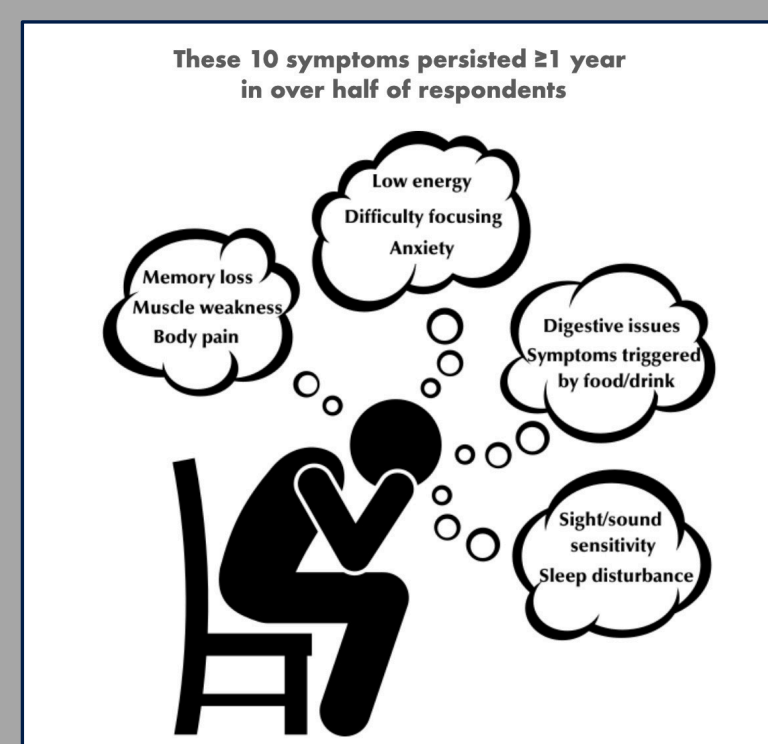 These 10 symptoms persisted ≥1 year
in over half of respondents
Low energy
Difficulty focusing
Anxiety
Memory loss
Muscle weakness
Body pain
Digestive issues
Symptoms triggered
by food/drink
Sight/sound
sensitivity
Sleep disturbance